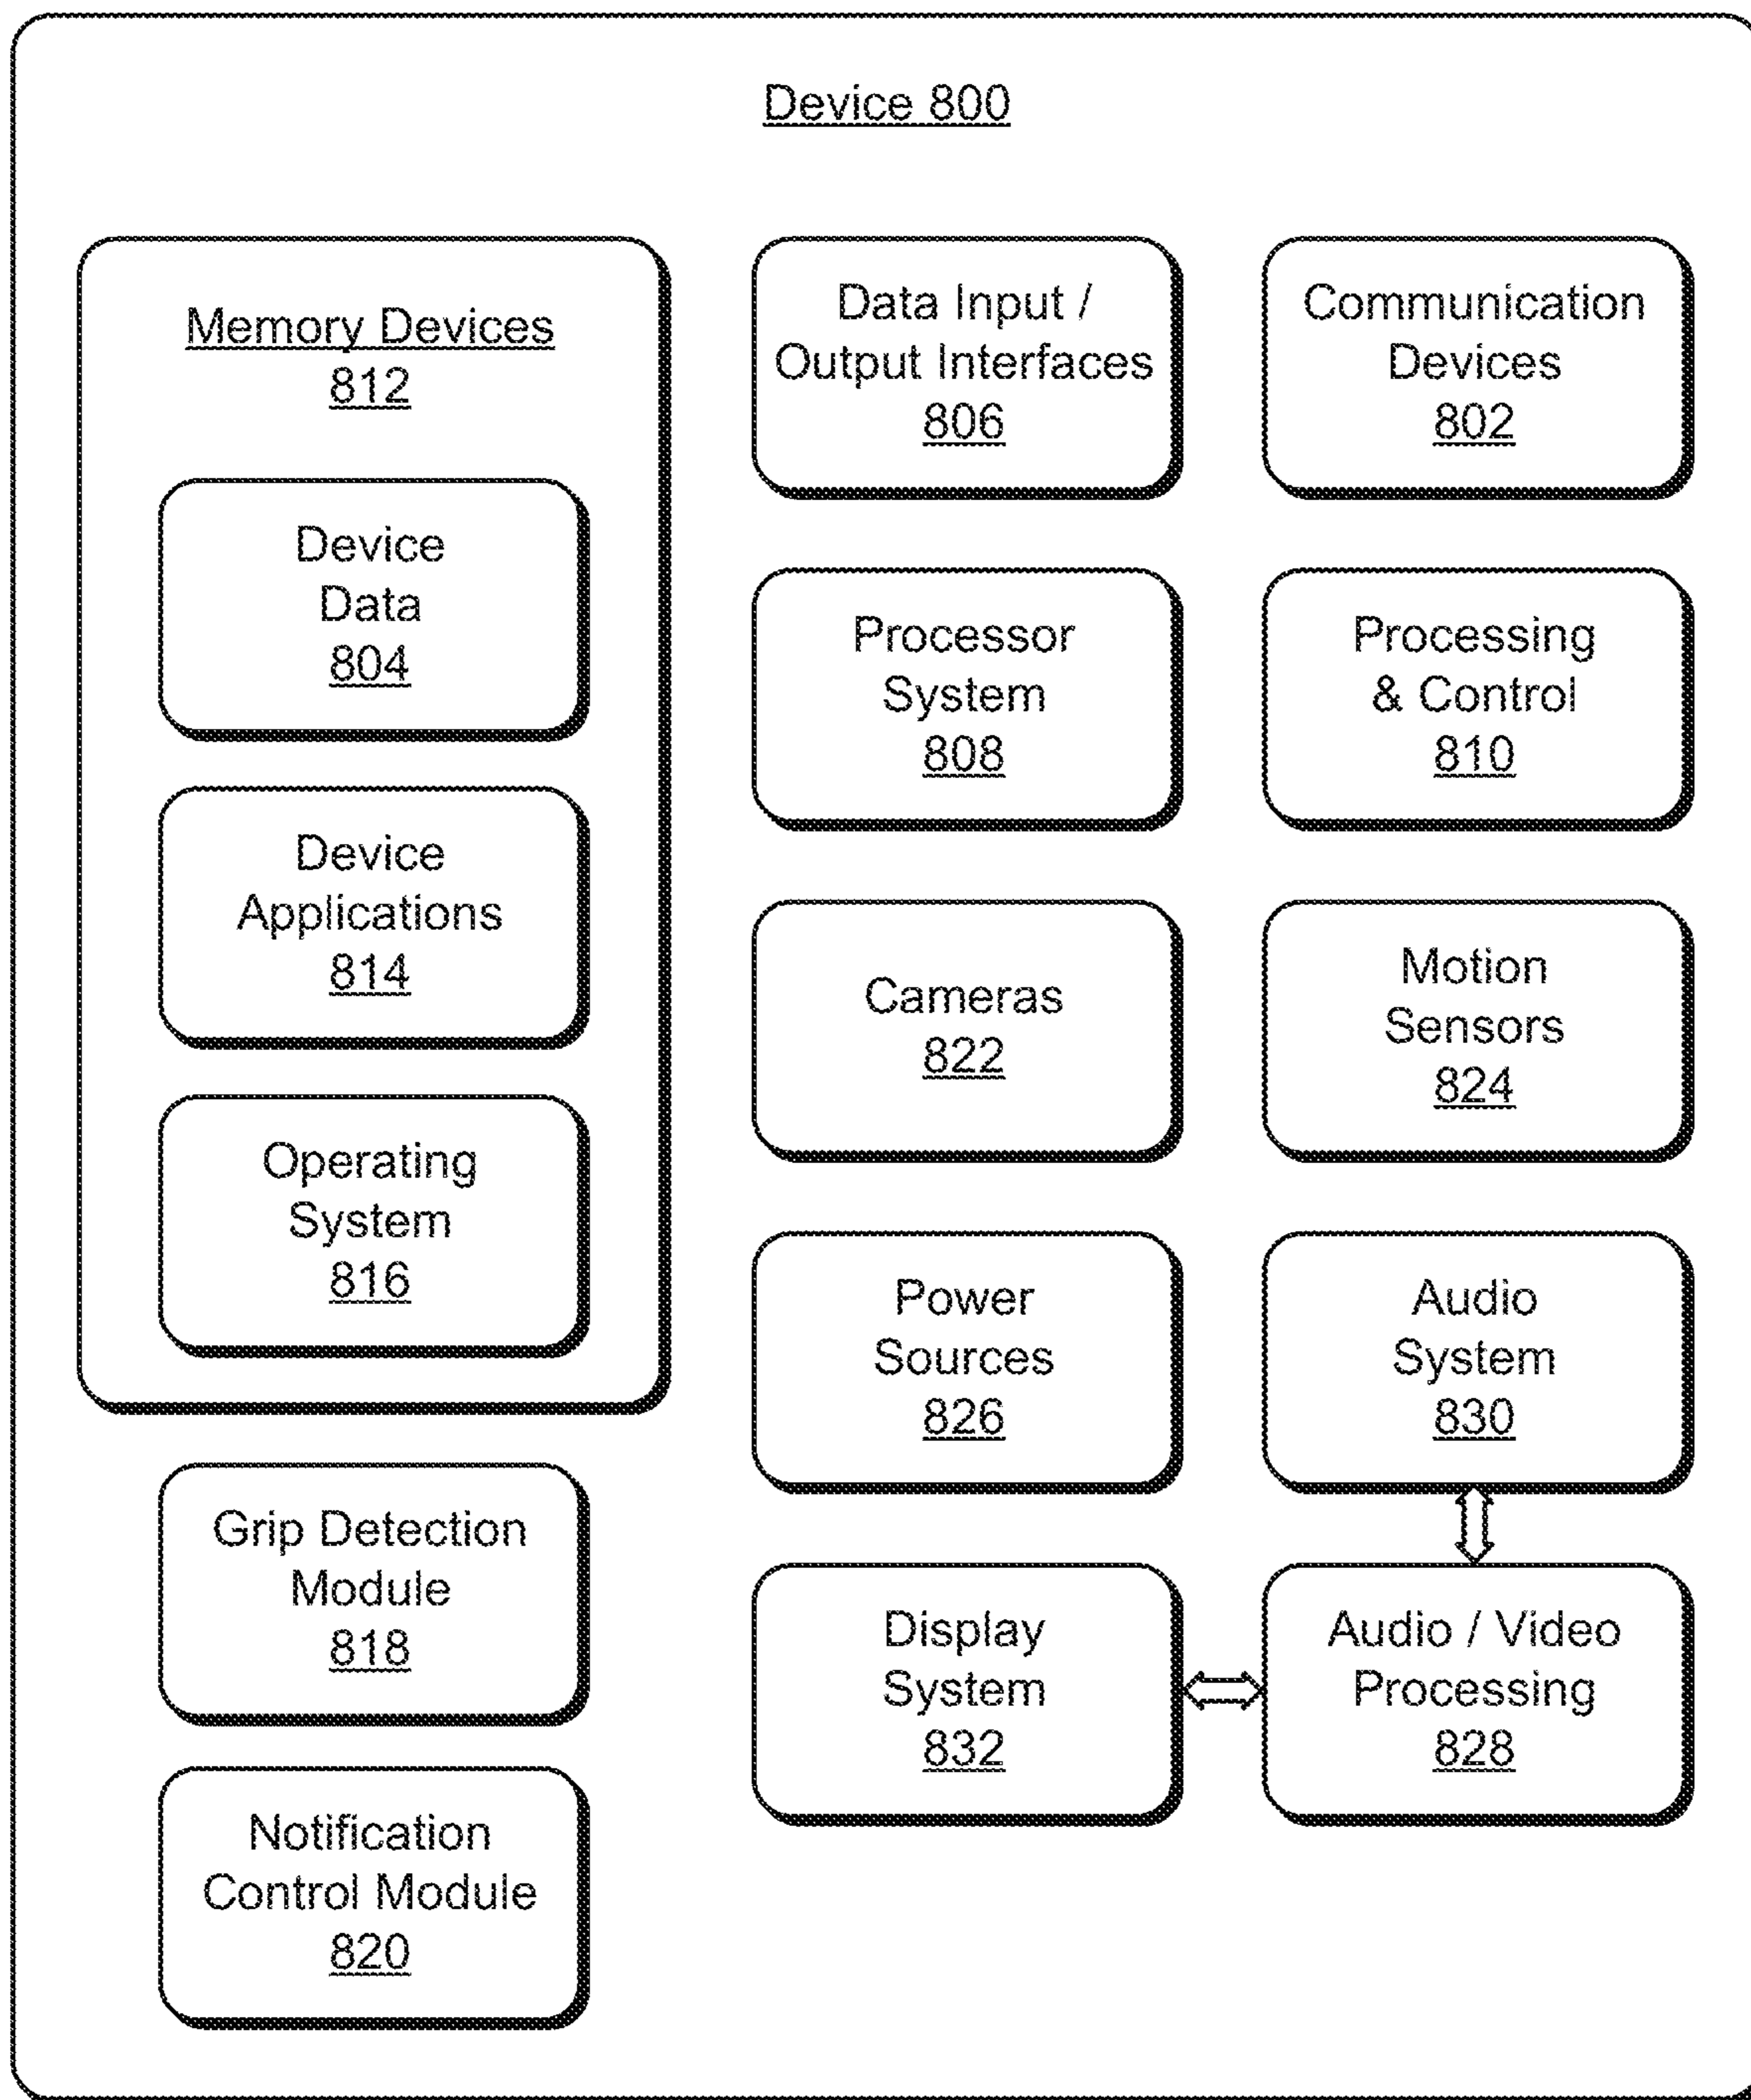 Device 800
Memory Devices
812
Device
Data
804
Device
Applications
814
Operating
System
816
Grip Detection
Module
818
Notification
Control Module
820
Data Input /
Output Interfaces
806
Communication
Devices
802
Processor
System
808
Processing
& Control
810
Cameras
822
Motion
Sensors
824
Power
Sources
826
Audio
System
830
Display
System
832
Audio / Video
Processing
828